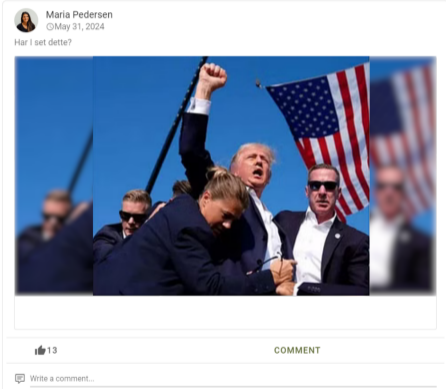 Maria Pedersen
May 31, 2024
Har I set dette?
13
COMMENT
Write a comment...